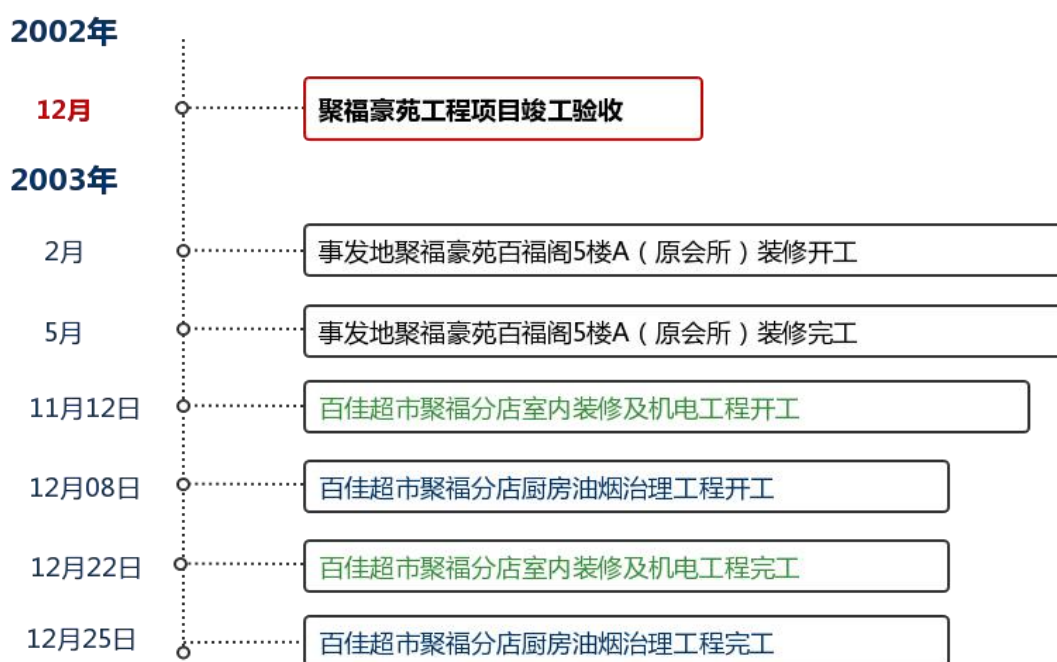 2002年
12月
聚福豪苑工程项目竣工验收
2003年
2月
事发地聚福豪苑百福阁5楼A（原会所）装修开工
5月
事发地聚福豪苑百福阁5楼A（原会所）装修完工
11月12日
百佳超市聚福分店室内装修及机电工程开工
12月08日
百佳超市聚福分店厨房油烟治理工程开工
12月22日
百佳超市聚福分店室内装修及机电工程完工
12月25日
百佳超市聚福分店厨房油烟治理工程完工